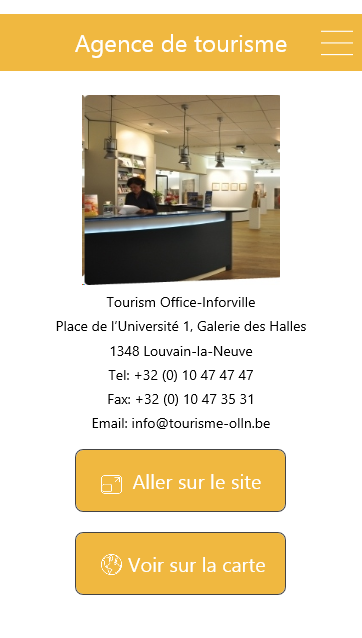 Agence de tourisme
Tourism Office-Inforville
Place de l’Université 1, Galerie des Halles
1348 Louvain-la-Neuve
Tel: +32 (0) 10 47 47 47
Fax: +32 (0) 10 47 35 31
Email: info@tourisme-olln.be
Aller sur le site
Voir sur la carte